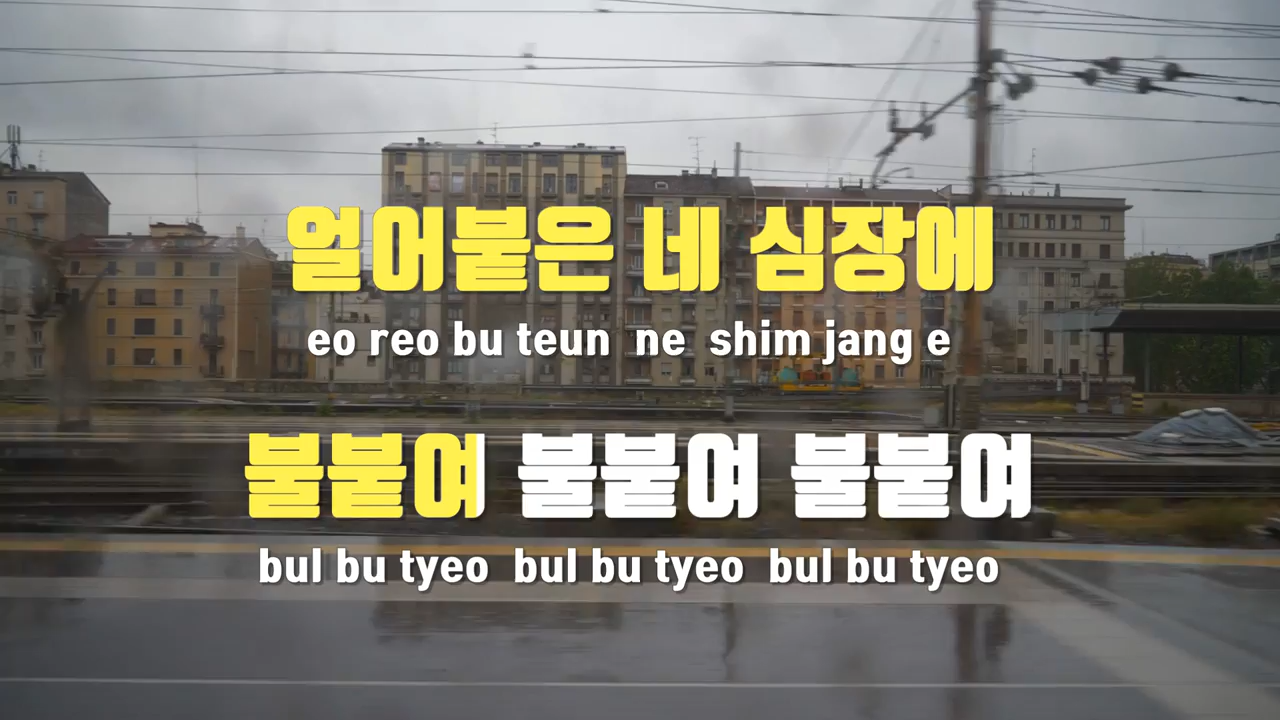 얼어붙은 네 심장에
eo reo bu teun ne shim jang e
불붙여 불붙여 불붙여
bul bu tyeo bul bu tyeo bul bu tyeo